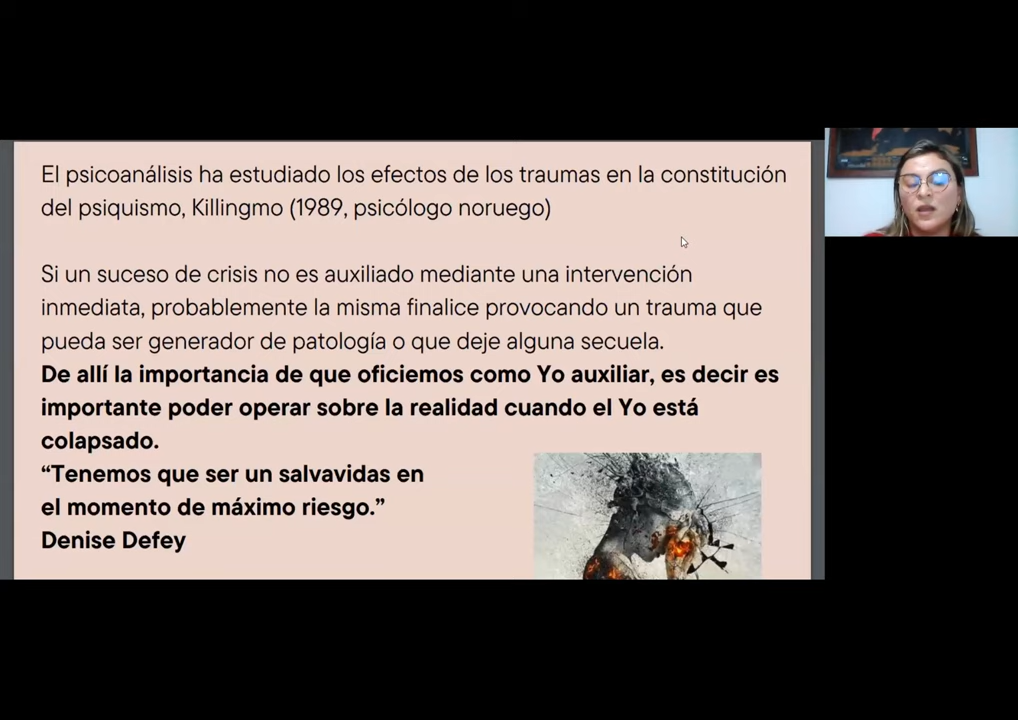 El psicoanálisis ha estudiado los efectos de los traumas en la constitución
del psiquismo, Killingmo (1989, psicólogo noruego)
Si un suceso de crisis no es auxiliado mediante una intervención
inmediata, probablemente la misma finalice provocando un trauma que
pueda ser generador de patología o que deje alguna secuela.
De allí la importancia de que oficiemos como Yo auxiliar, es decir es
importante poder operar sobre la realidad cuando el Yo está
colapsado.
“Tenemos que ser un salvavidas en
el momento de máximo riesgo.”
Denise Defey